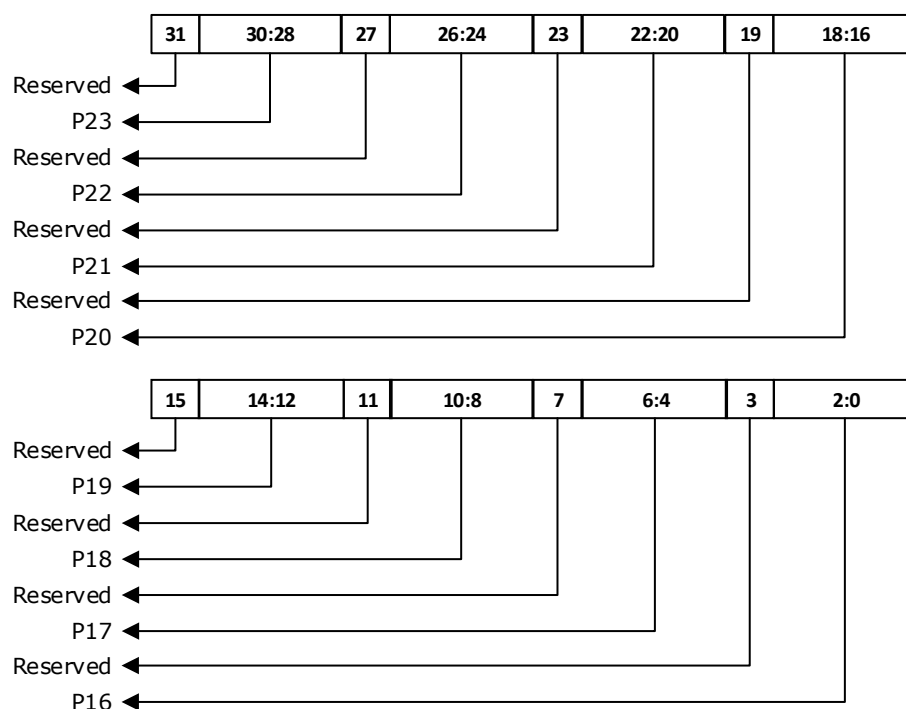 31 30:28 27 26:24 23 22:20 19 18:16
Reserved
P23
Reserved
P22
Reserved
P21
Reserved
P20
15 14:12 11 10:8 7 6:4 3 2:0
Reserved
P19
Reserved
P18
Reserved
P17
Reserved
P16